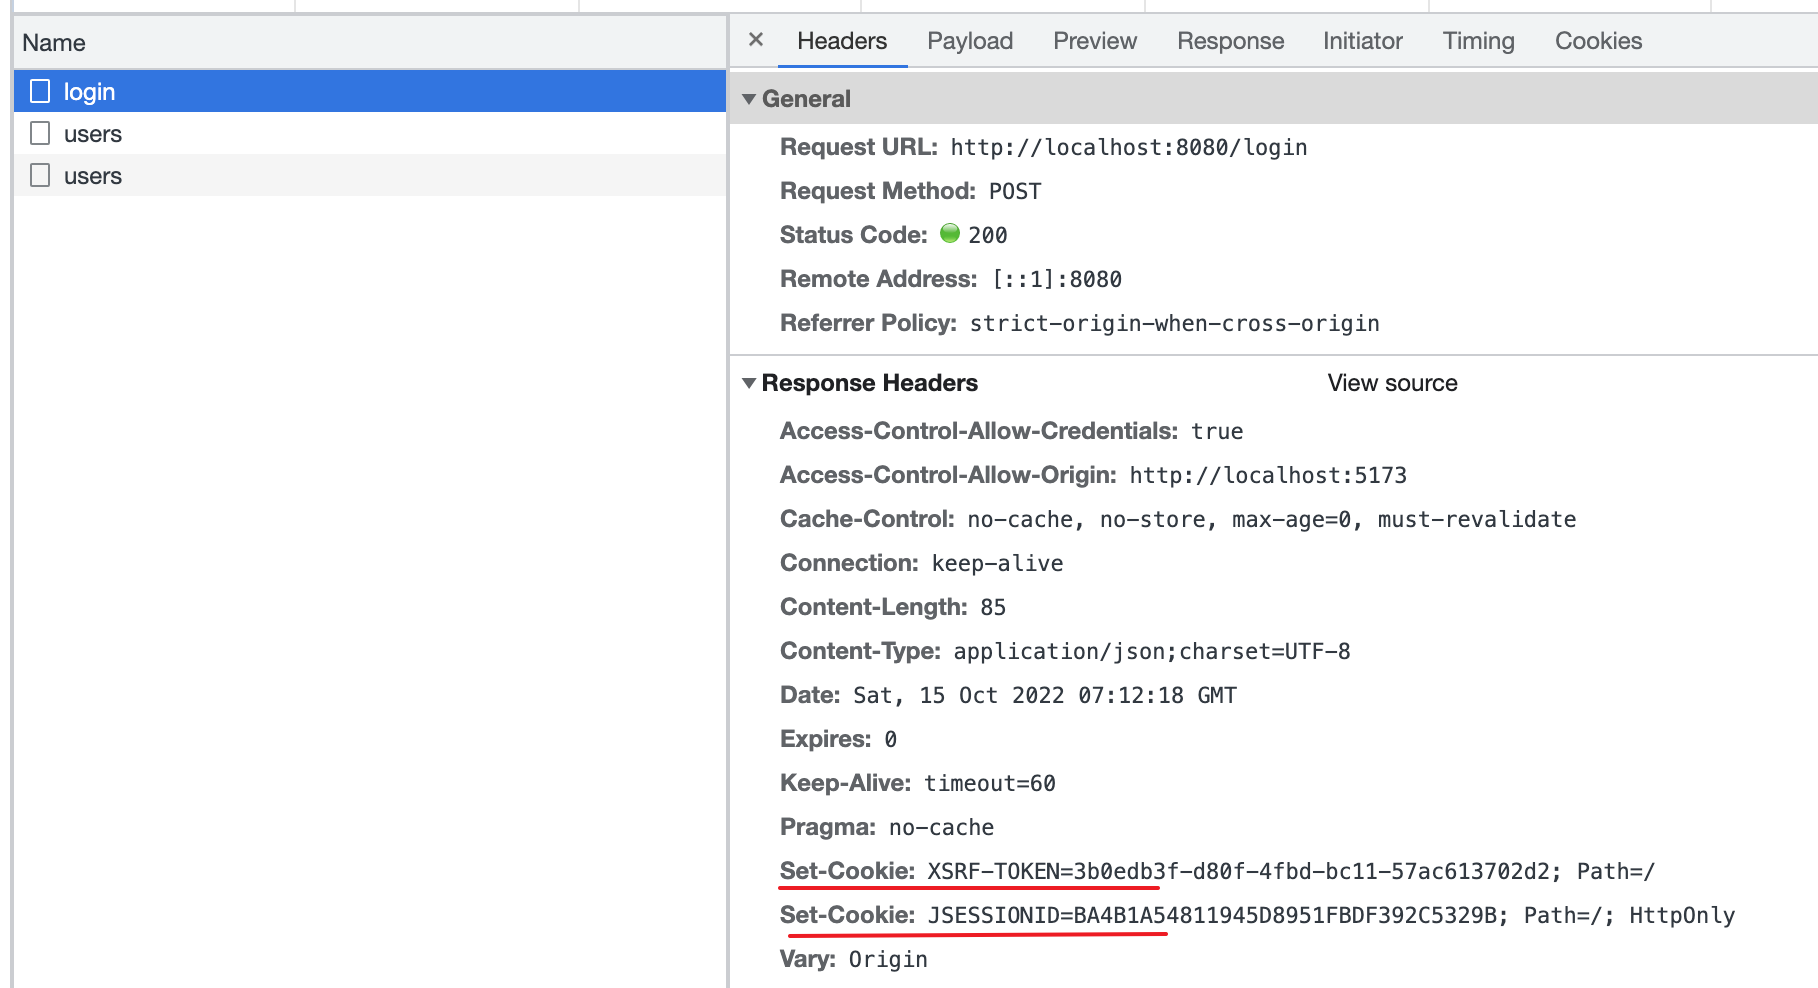 Name
login
users
users
× Headers Payload Preview Response Initiator Timing Cookies
General
Request URL: http://localhost:8080/login
Request Method: POST
Status Code: 200
Remote Address: [::1]:8080
Referrer Policy: strict-origin-when-cross-origin
Response Headers View source
Access-Control-Allow-Credentials: true
Access-Control-Allow-Origin: http://localhost:5173
Cache-Control: no-cache, no-store, max-age=0, must-revalidate
Connection: keep-alive
Content-Length: 85
Content-Type: application/json;charset=UTF-8
Date: Sat, 15 Oct 2022 07:12:18 GMT
Expires: 0
Keep-Alive: timeout=60
Pragma: no-cache
Set-Cookie: XSRF-TOKEN=3b0edb3f-d80f-4fbd-bc11-57ac613702d2; Path=/
Set-Cookie: JSESSIONID=BA4B1A54811945D8951FBDF392C5329B; Path=/; HttpOnly
Vary: Origin